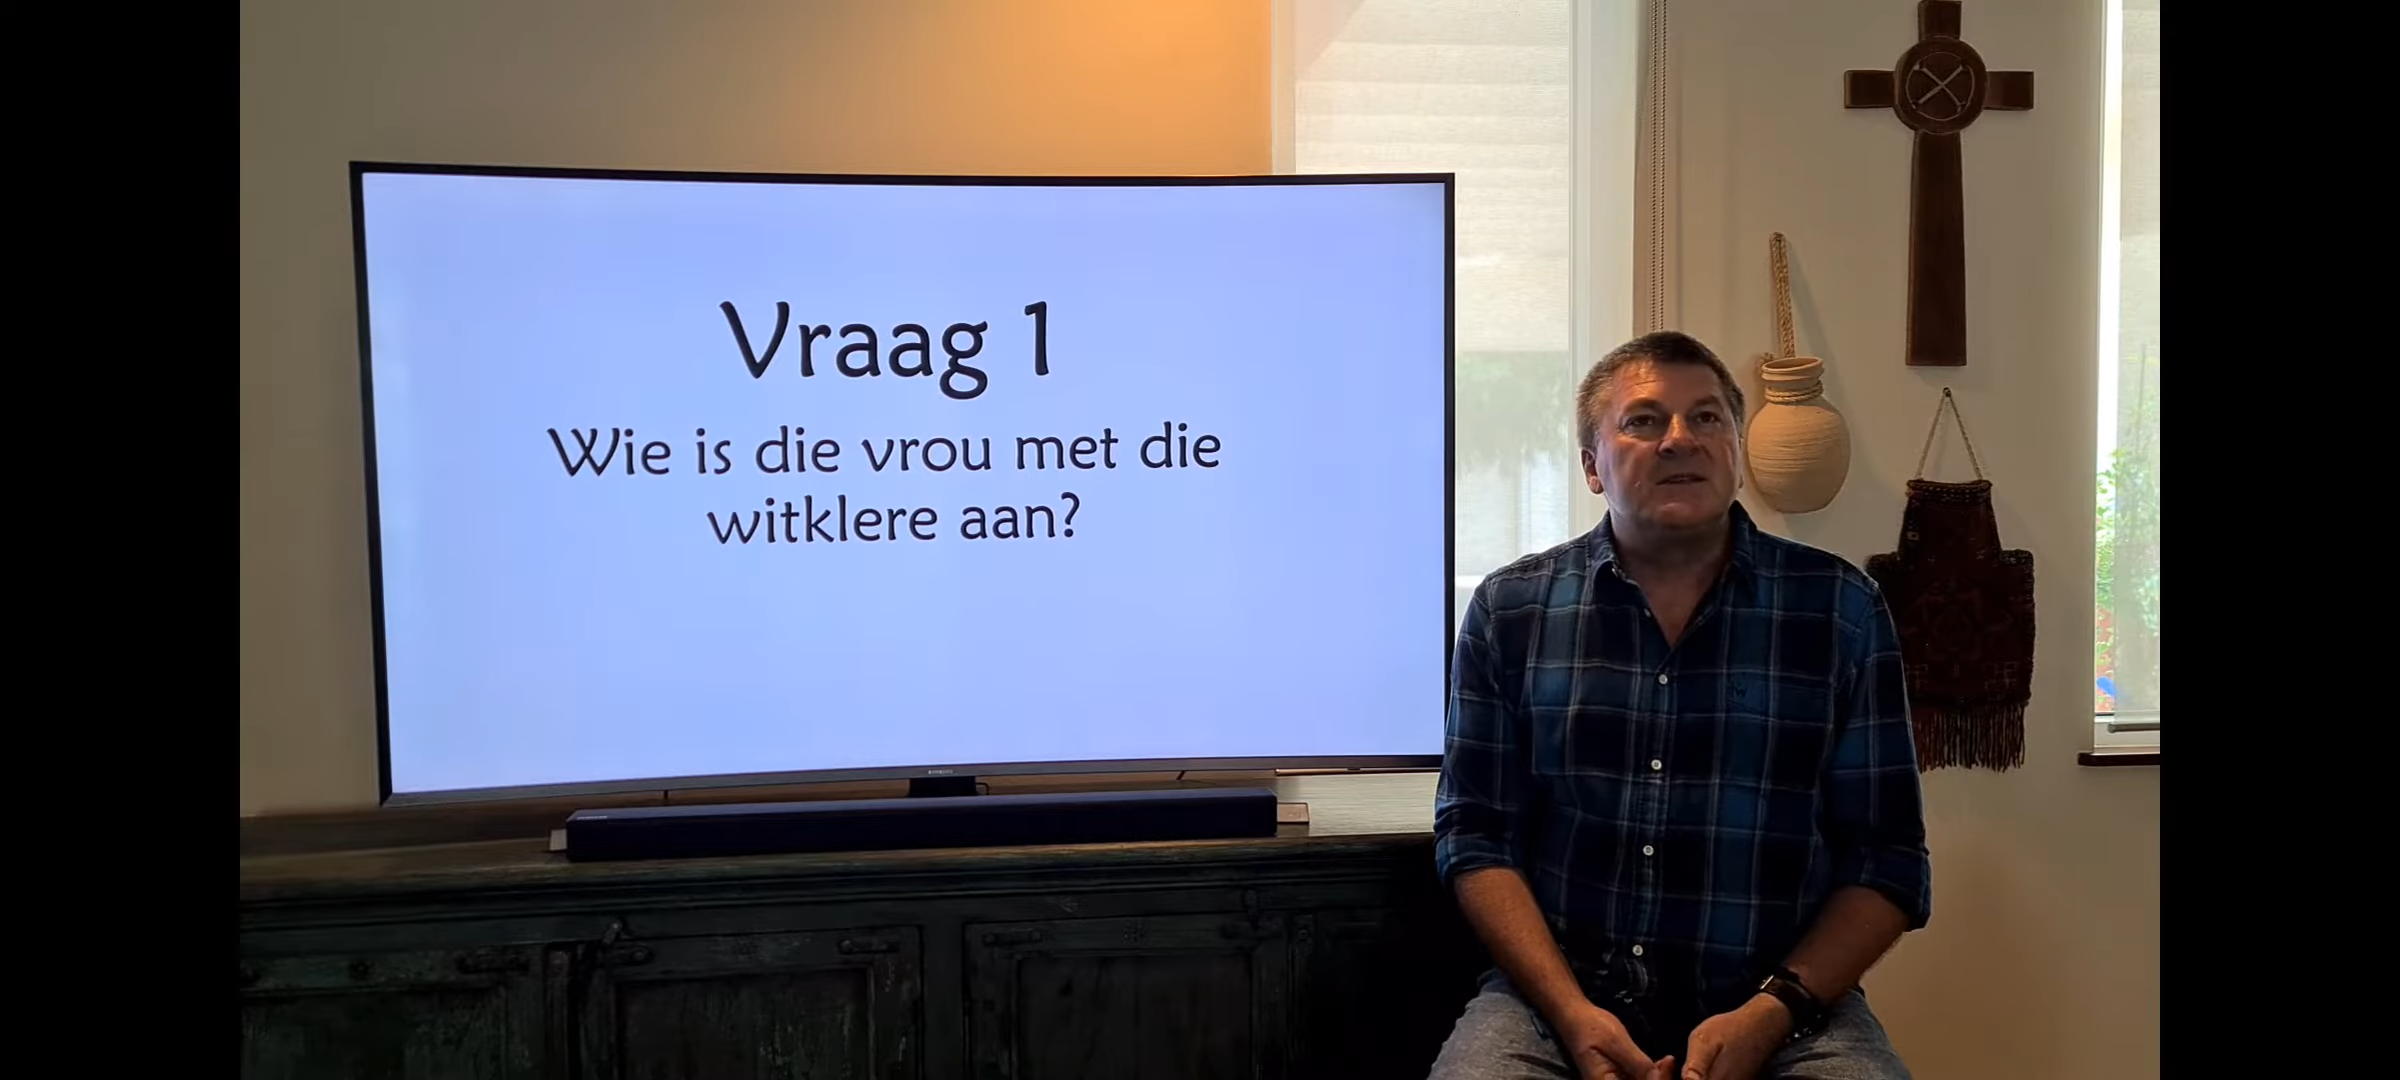 Vraag 1
Wie is die vrou met die
witklere aan?